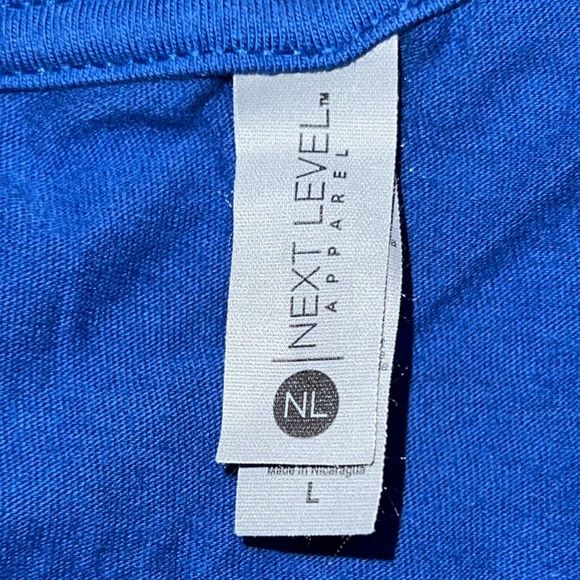 NEXT LEVEL™
APPAREL
NL
Made in Nicaragua
L